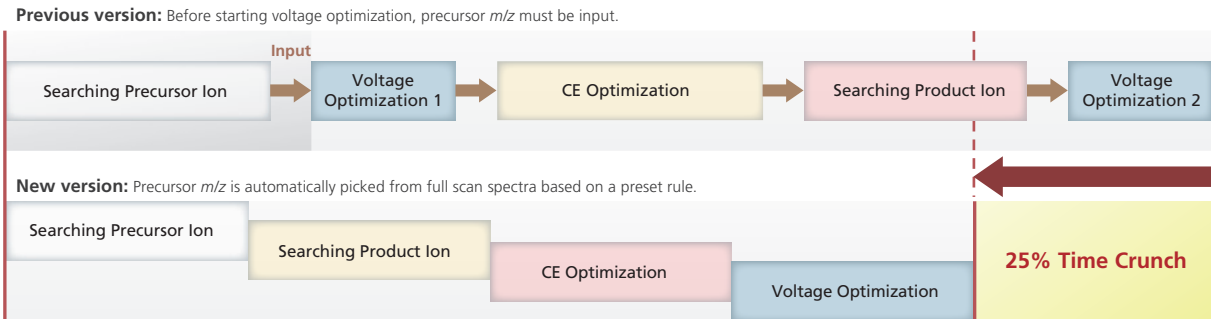 Previous version: Before starting voltage optimization, precursor m/z must be input.
Input
Searching Precursor Ion
Voltage
Optimization 1
CE Optimization
Searching Product Ion
Voltage
Optimization 2
New version: Precursor m/z is automatically picked from full scan spectra based on a preset rule.
Searching Precursor Ion
Searching Product Ion
CE Optimization
Voltage Optimization
25% Time Crunch